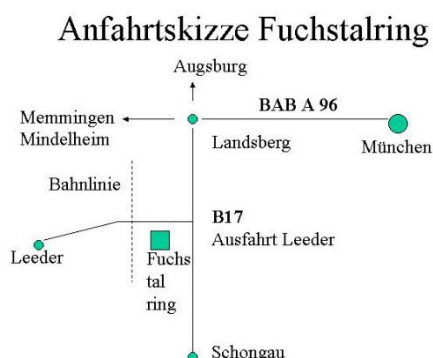 Anfahrtskizze Fuchstalring
Augsburg
BAB A 96
Memmingen
Mindelheim
Landsberg
München
Bahnlinie
B17
Ausfahrt Leeder
Leeder
Fuchs
tal
ring
Schongau